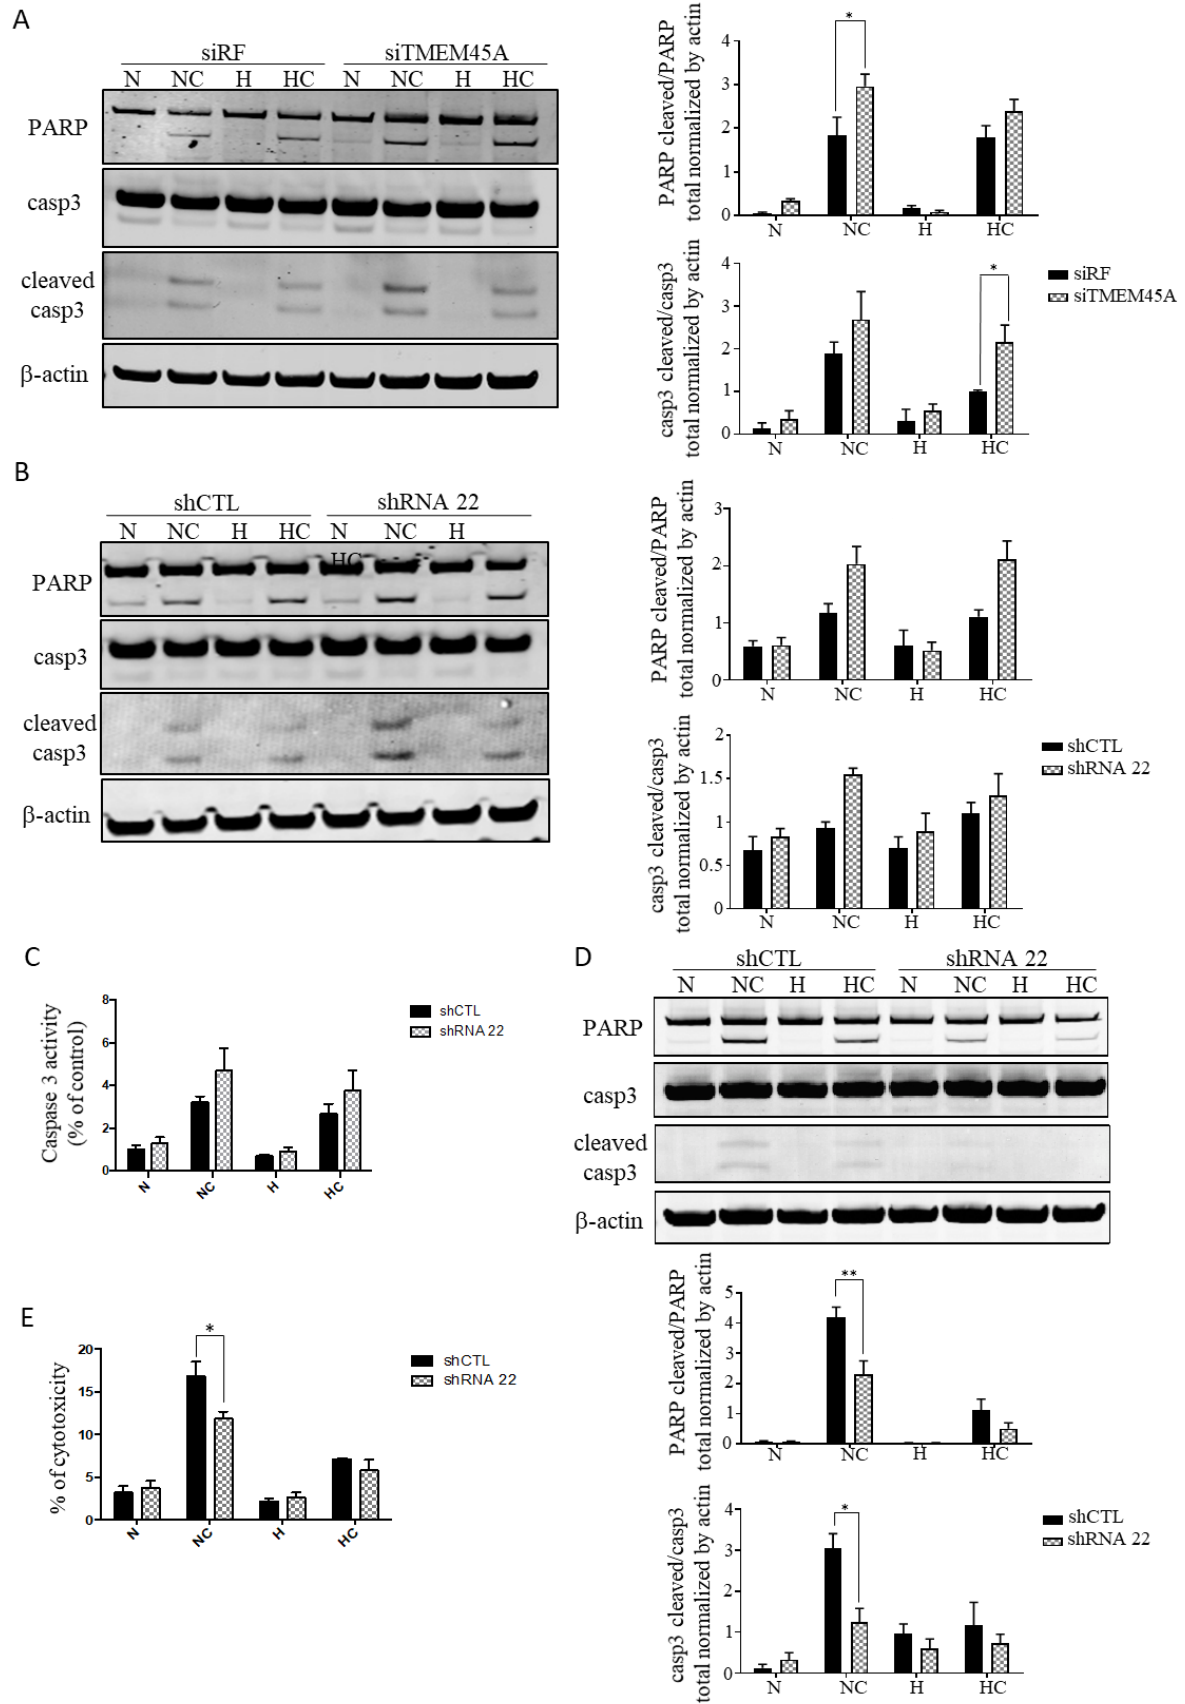 A
siRF
siTMEM45A
N NC H HC N NC H HC
PARP
casp3
cleaved
casp3
β-actin
PARP cleaved/PARP
total normalized by actin
4
3
2
1
0
*
N NC H HC
casp3 cleaved/casp3
total normalized by actin
4
3
2
1
0
*
N NC H HC
siRF
siTMEM45A
B
shCTL
shRNA 22
N NC H HC N NC H
HC
PARP
casp3
cleaved
casp3
β-actin
PARP cleaved/PARP
total normalized by actin
3
2
1
0
N NC H HC
casp3 cleaved/casp3
total normalized by actin
2
1.5
1
0.5
0
N NC H HC
shCTL
shRNA 22
C
Caspase 3 activity
(% of control)
8
6
4
2
0
N NC H HC
shCTL
shRNA 22
D
shCTL
shRNA 22
N NC H HC N NC H HC
PARP
casp3
cleaved
casp3
β-actin
PARP cleaved/PARP
total normalized by actin
5
4
3
2
1
0
**
N NC H HC
casp3 cleaved/casp3
total normalized by actin
4
3
2
1
0
*
N NC H HC
shCTL
shRNA 22
E
% of cytotoxicity
20
15
10
5
0
*
N NC H HC
shCTL
shRNA 22